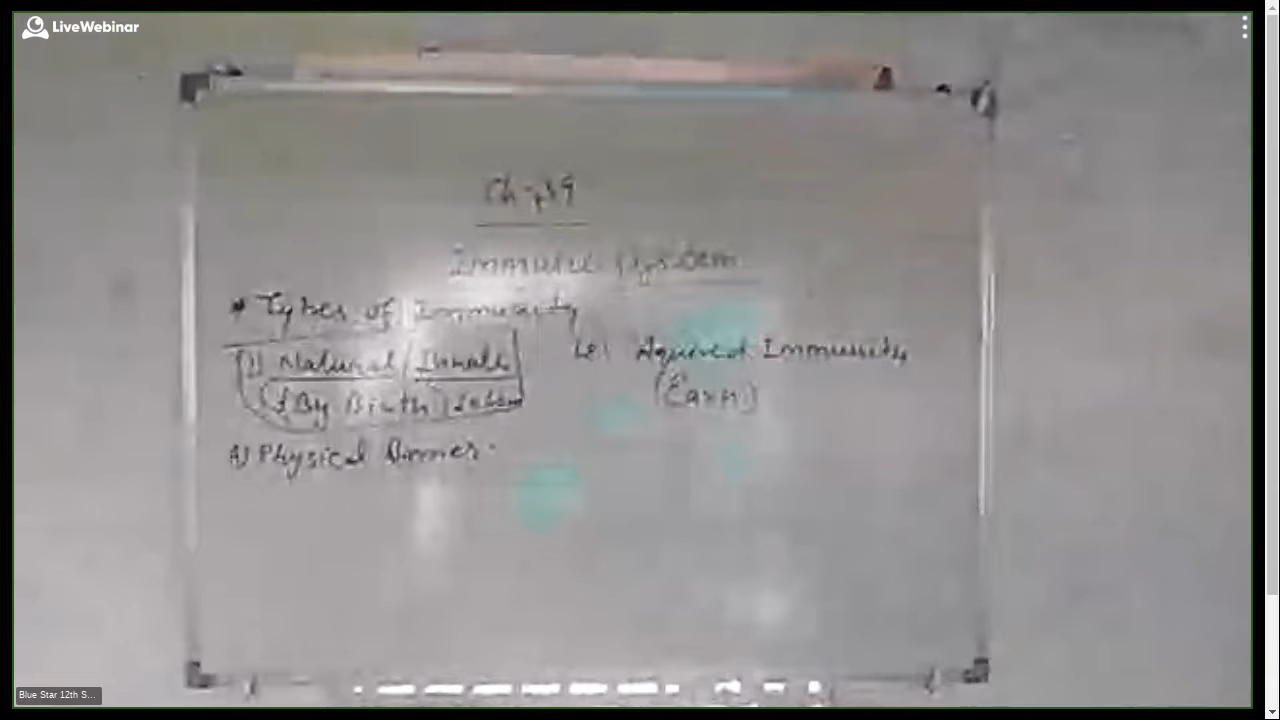 LiveWebinar
Immune System
* Types of Immunity
(1) Natural / Innate
(2) Aquired Immunity
(By Birth)
(Earn)
a) Physical Barrier
Blue Star 12th S...